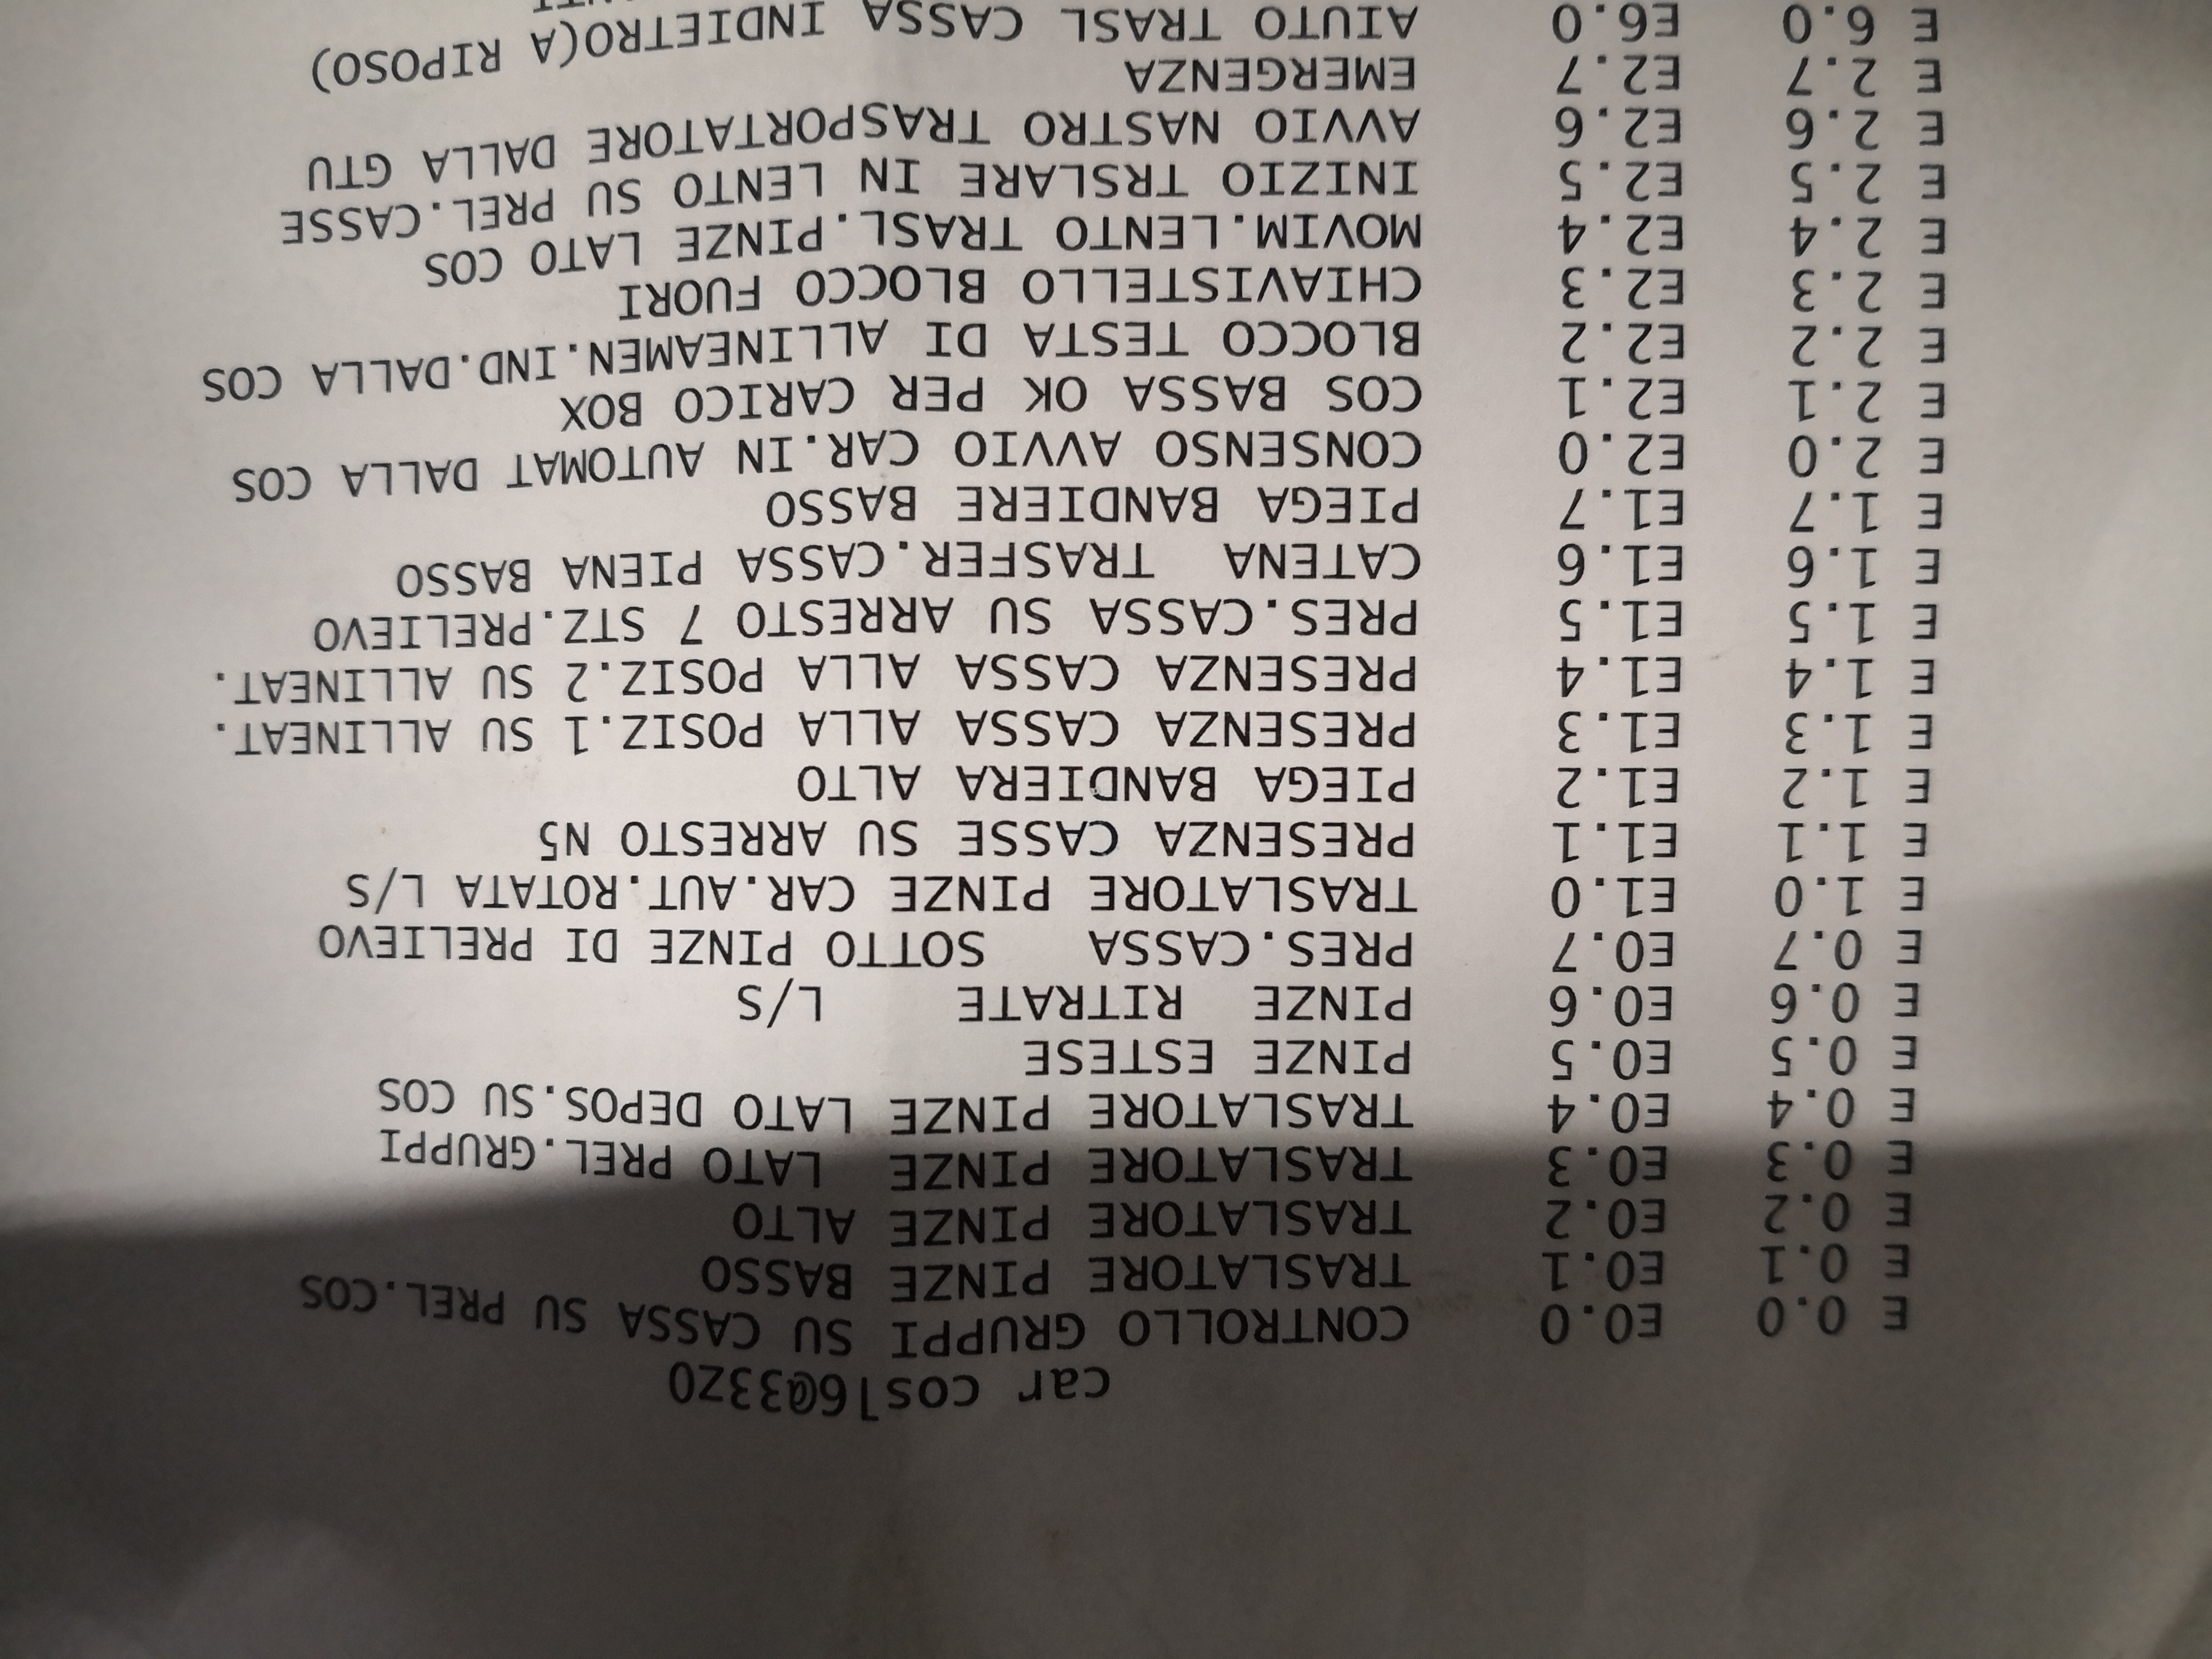 car cos16@33Z0
E 0.0 E0.0 CONTROLLO GRUPPI SU CASSA SU PREL.COS
E 0.1 E0.1 TRASLATORE PINZE BASSO
E 0.2 E0.2 TRASLATORE PINZE ALTO
E 0.3 E0.3 TRASLATORE PINZE LATO PREL.GRUPPI
E 0.4 E0.4 TRASLATORE PINZE LATO DEPOS.SU COS
E 0.5 E0.5 PINZE ESTESE
E 0.6 E0.6 PINZE RITRATE L/S
E 0.7 E0.7 PRES.CASSA SOTTO PINZE DI PRELIEVO
E 1.0 E1.0 TRASLATORE PINZE CAR.AUT.ROTATA L/S
E 1.1 E1.1 PRESENZA CASSE SU ARRESTO N5
E 1.2 E1.2 PIEGA BANDIERA ALTO
E 1.3 E1.3 PRESENZA CASSA ALLA POSIZ.1 SU ALLINEAT.
E 1.4 E1.4 PRESENZA CASSA ALLA POSIZ.2 SU ALLINEAT.
E 1.5 E1.5 PRES.CASSA SU ARRESTO 7 STZ.PRELIEVO
E 1.6 E1.6 CATENA TRASFER.CASSA PIENA BASSO
E 1.7 E1.7 PIEGA BANDIERE BASSO
E 2.0 E2.0 CONSENSO AVVIO CAR.IN AUTOMAT DALLA COS
E 2.1 E2.1 COS BASSA OK PER CARICO BOX
E 2.2 E2.2 BLOCCO TESTA DI ALLINEAMEN.IND.DALLA COS
E 2.3 E2.3 CHIAVISTELLO BLOCCO FUORI
E 2.4 E2.4 MOVIM.LENTO TRASL.PINZE LATO COS
E 2.5 E2.5 INIZIO TRSLARE IN LENTO SU PREL.CASSE
E 2.6 E2.6 AVVIO NASTRO TRASPORTATORE DALLA GTU
E 2.7 E2.7 EMERGENZA
E 6.0 E6.0 AIUTO TRASL CASSA INDIETRO(A RIPOSO)